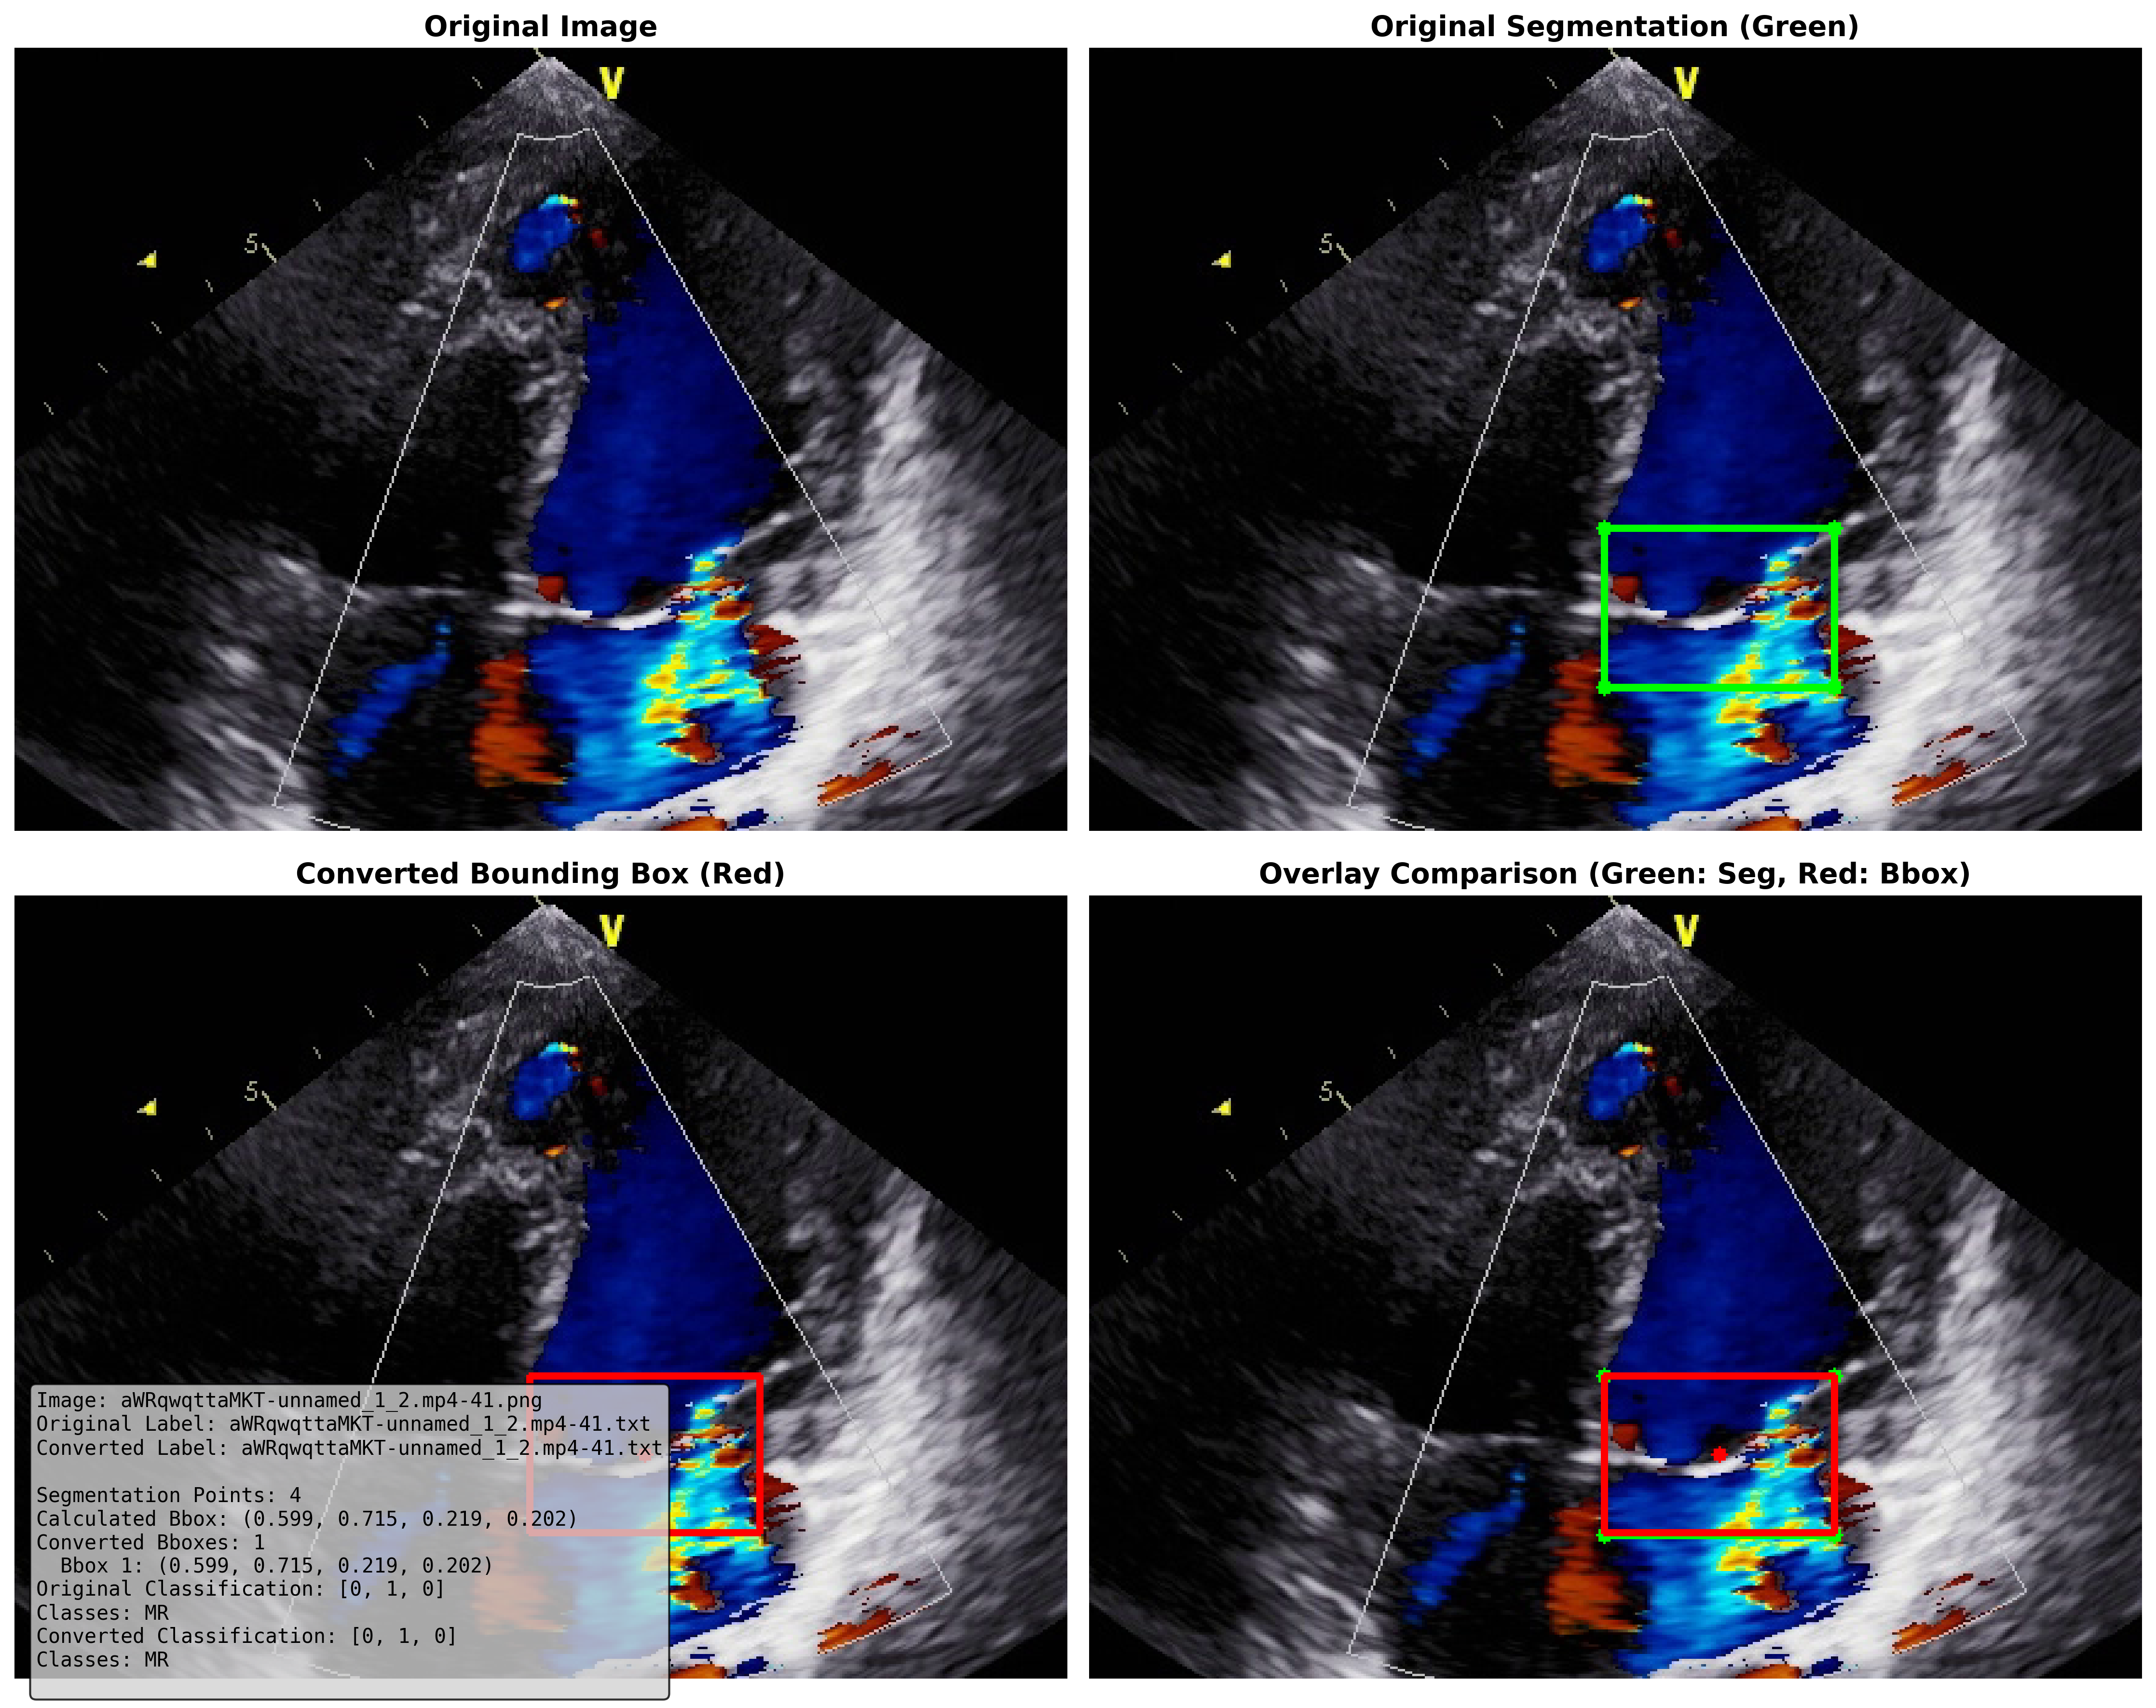 Original Image
Original Segmentation (Green)
V
5
V
5
Converted Bounding Box (Red)
Overlay Comparison (Green: Seg, Red: Bbox)
V
5
V
5
Image: aWRqwqttaMKT-unnamed_1_2.mp4-41.png
Original Label: aWRqwqttaMKT-unnamed_1_2.mp4-41.txt
Converted Label: aWRqwqttaMKT-unnamed_1_2.mp4-41.txt
Segmentation Points: 4
Calculated Bbox: (0.599, 0.715, 0.219, 0.202)
Converted Bboxes: 1
Bbox 1: (0.599, 0.715, 0.219, 0.202)
Original Classification: [0, 1, 0]
Classes: MR
Converted Classification: [0, 1, 0]
Classes: MR